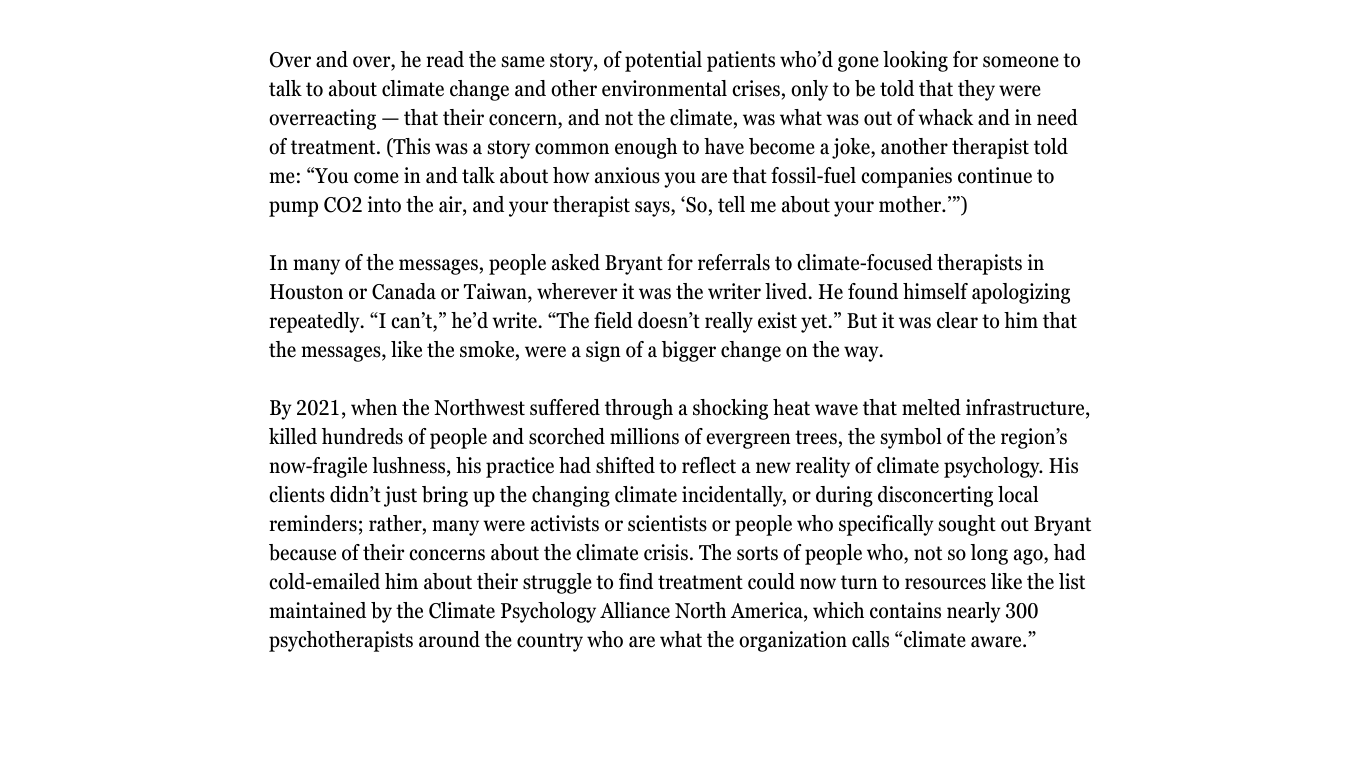 Over and over, he read the same story, of potential patients who’d gone looking for someone to
talk to about climate change and other environmental crises, only to be told that they were
overreacting — that their concern, and not the climate, was what was out of whack and in need
of treatment. (This was a story common enough to have become a joke, another therapist told
me: “You come in and talk about how anxious you are that fossil-fuel companies continue to
pump CO2 into the air, and your therapist says, ‘So, tell me about your mother.’”)
In many of the messages, people asked Bryant for referrals to climate-focused therapists in
Houston or Canada or Taiwan, wherever it was the writer lived. He found himself apologizing
repeatedly. “I can’t,” he’d write. “The field doesn’t really exist yet.” But it was clear to him that
the messages, like the smoke, were a sign of a bigger change on the way.
By 2021, when the Northwest suffered through a shocking heat wave that melted infrastructure,
killed hundreds of people and scorched millions of evergreen trees, the symbol of the region’s
now-fragile lushness, his practice had shifted to reflect a new reality of climate psychology. His
clients didn’t just bring up the changing climate incidentally, or during disconcerting local
reminders; rather, many were activists or scientists or people who specifically sought out Bryant
because of their concerns about the climate crisis. The sorts of people who, not so long ago, had
cold-emailed him about their struggle to find treatment could now turn to resources like the list
maintained by the Climate Psychology Alliance North America, which contains nearly 300
psychotherapists around the country who are what the organization calls “climate aware.”